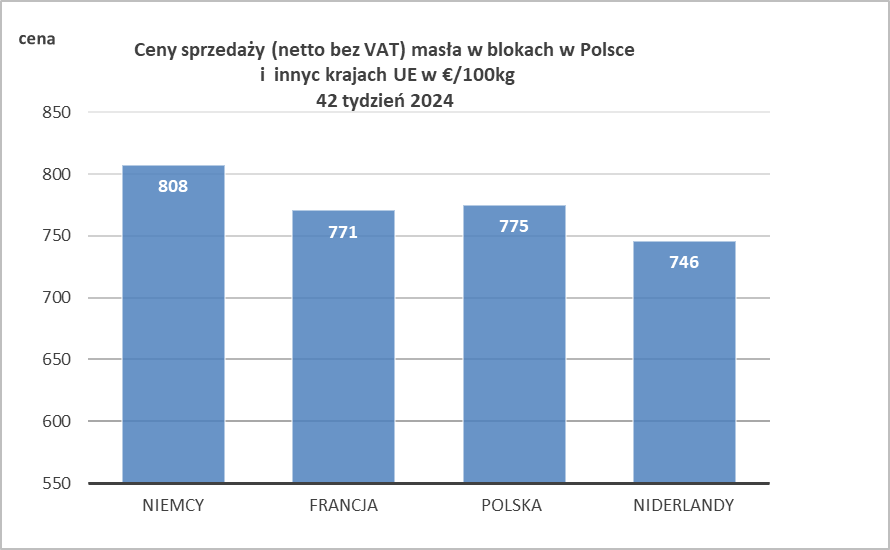 cena
Ceny sprzedaży (netto bez VAT) masła w blokach w Polsce
i innyc krajach UE w €/100kg
42 tydzień 2024
850
800
750
700
650
600
550
808
771
775
746
NIEMCY
FRANCJA
POLSKA
NIDERLANDY